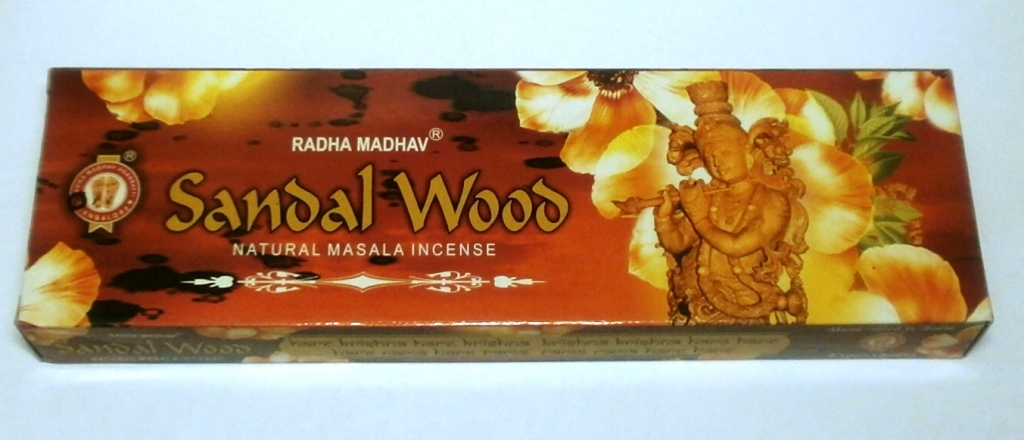 RADHA MADHAV®
Sandal Wood
NATURAL MASALA INCENSE
Sandal Wood
hare krishna hare krishna krishna krishna hare hare
hare rama hare rama rama rama hare hare